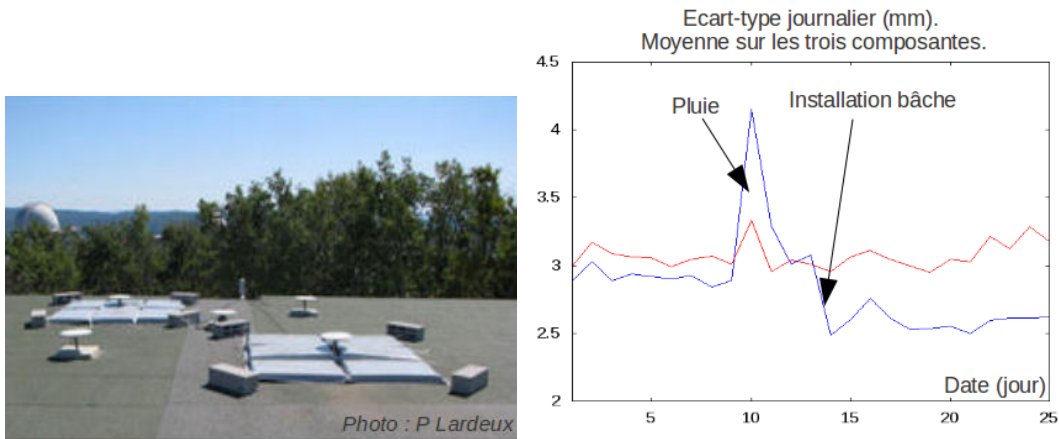 Ecart-type journalier (mm).
Moyenne sur les trois composantes.
4.5
4
3.5
3
2.5
2
Pluie
Installation bâche
Date (jour)
5
10
15
20
25
Photo : P Lardeux